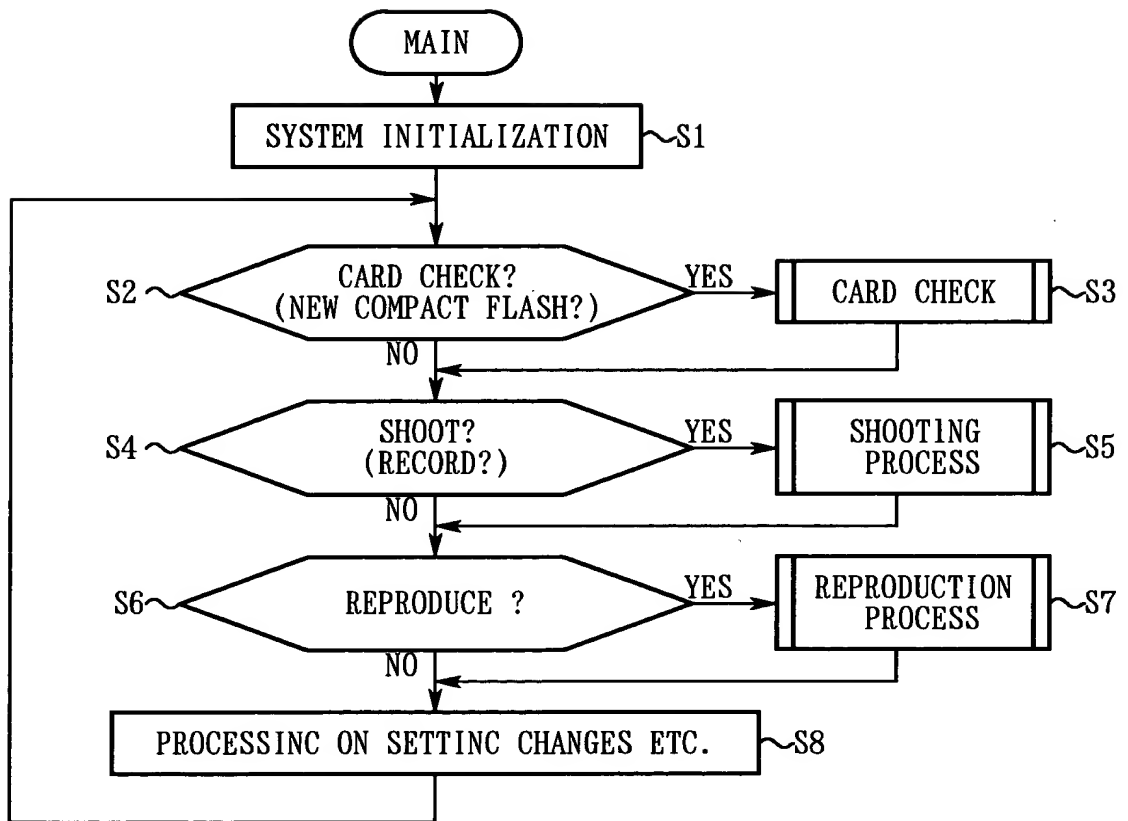 MAIN
SYSTEM INITIALIZATION
S1
S2
CARD CHECK?
(NEW COMPACT FLASH?)
YES
CARD CHECK
S3
NO
S4
SHOOT?
(RECORD?)
YES
SHOOTING
PROCESS
S5
NO
S6
REPRODUCE ?
YES
REPRODUCTION
PROCESS
S7
NO
PROCESSINC ON SETTINC CHANGES ETC.
S8